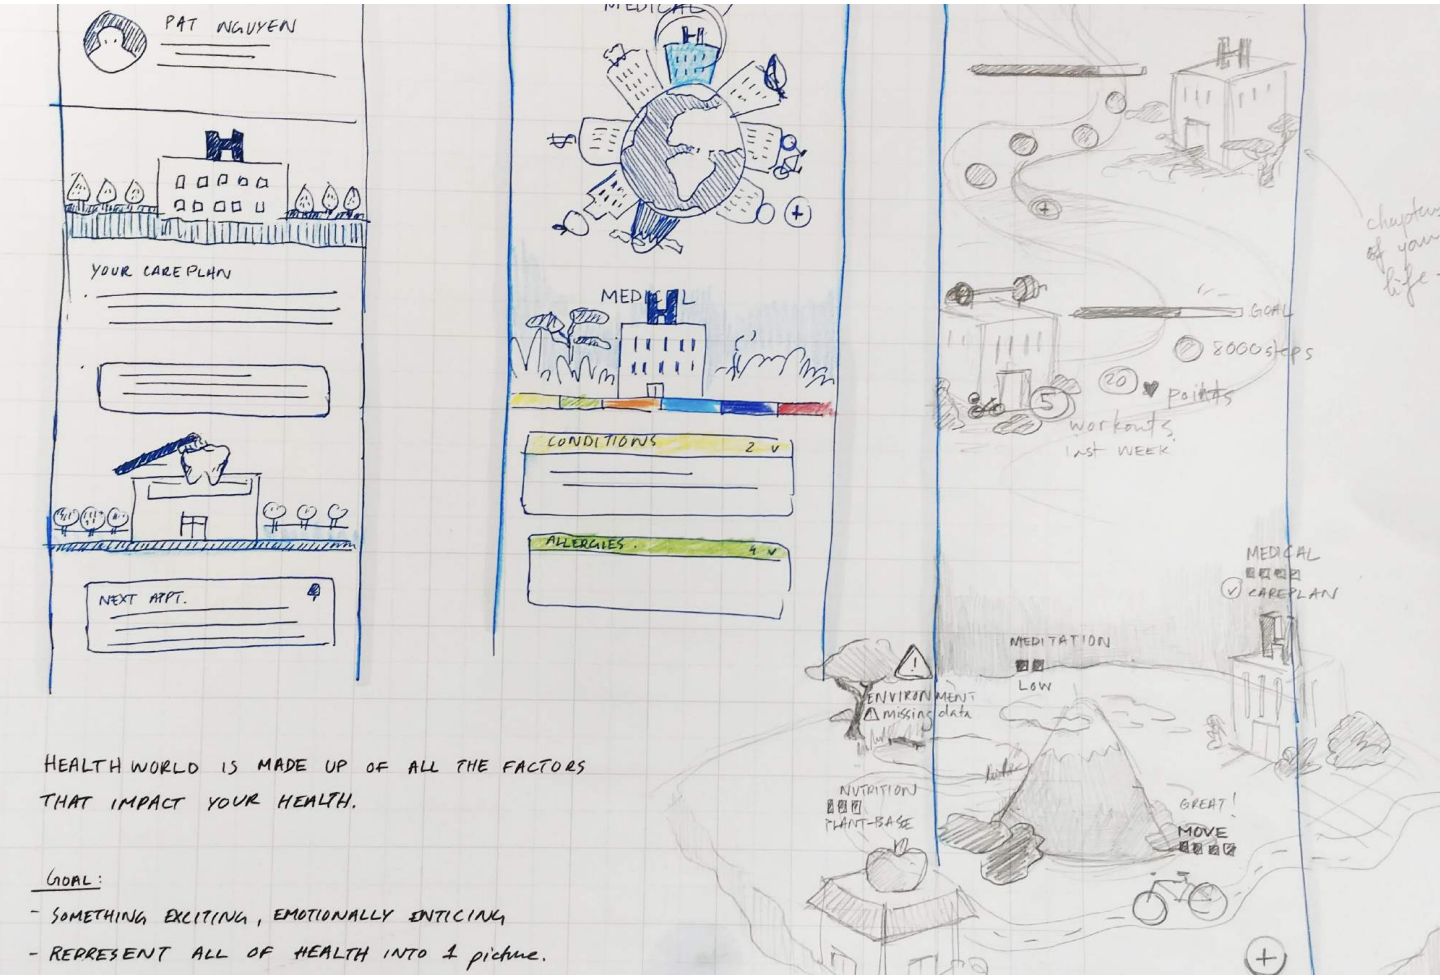 PAT NGUYEN
H
YOUR CAREPLAN
NEXT APPT.
MEDICAL
H
$
+
MEDICAL
H
CONDITIONS 2 v
ALLERGIES. 4 v
H
+
chapters
of your
life
GOAL
8000 steps
20 ♥ points
5
workouts
last WEEK
MEDICAL
CAREPLAN
H
MEDITATION
LOW
!
ENVIRONMENT
! missing data
NUTRITION
PLANT-BASE
GREAT!
MOVE
+
HEALTH WORLD IS MADE UP OF ALL THE FACTORS
THAT IMPACT YOUR HEALTH.
GOAL:
- SOMETHING EXCITING, EMOTIONALLY ENTICING
- REPRESENT ALL OF HEALTH INTO 1 picture.